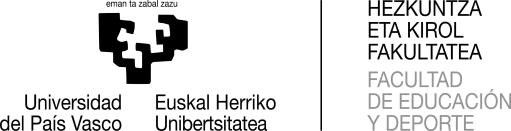 eman ta zabal zazu
Universidad
del País Vasco
Euskal Herriko
Unibertsitatea
HEZKUNTZA
ETA KIROL
FAKULTATEA
FACULTAD
DE EDUCACIÓN
Y DEPORTE